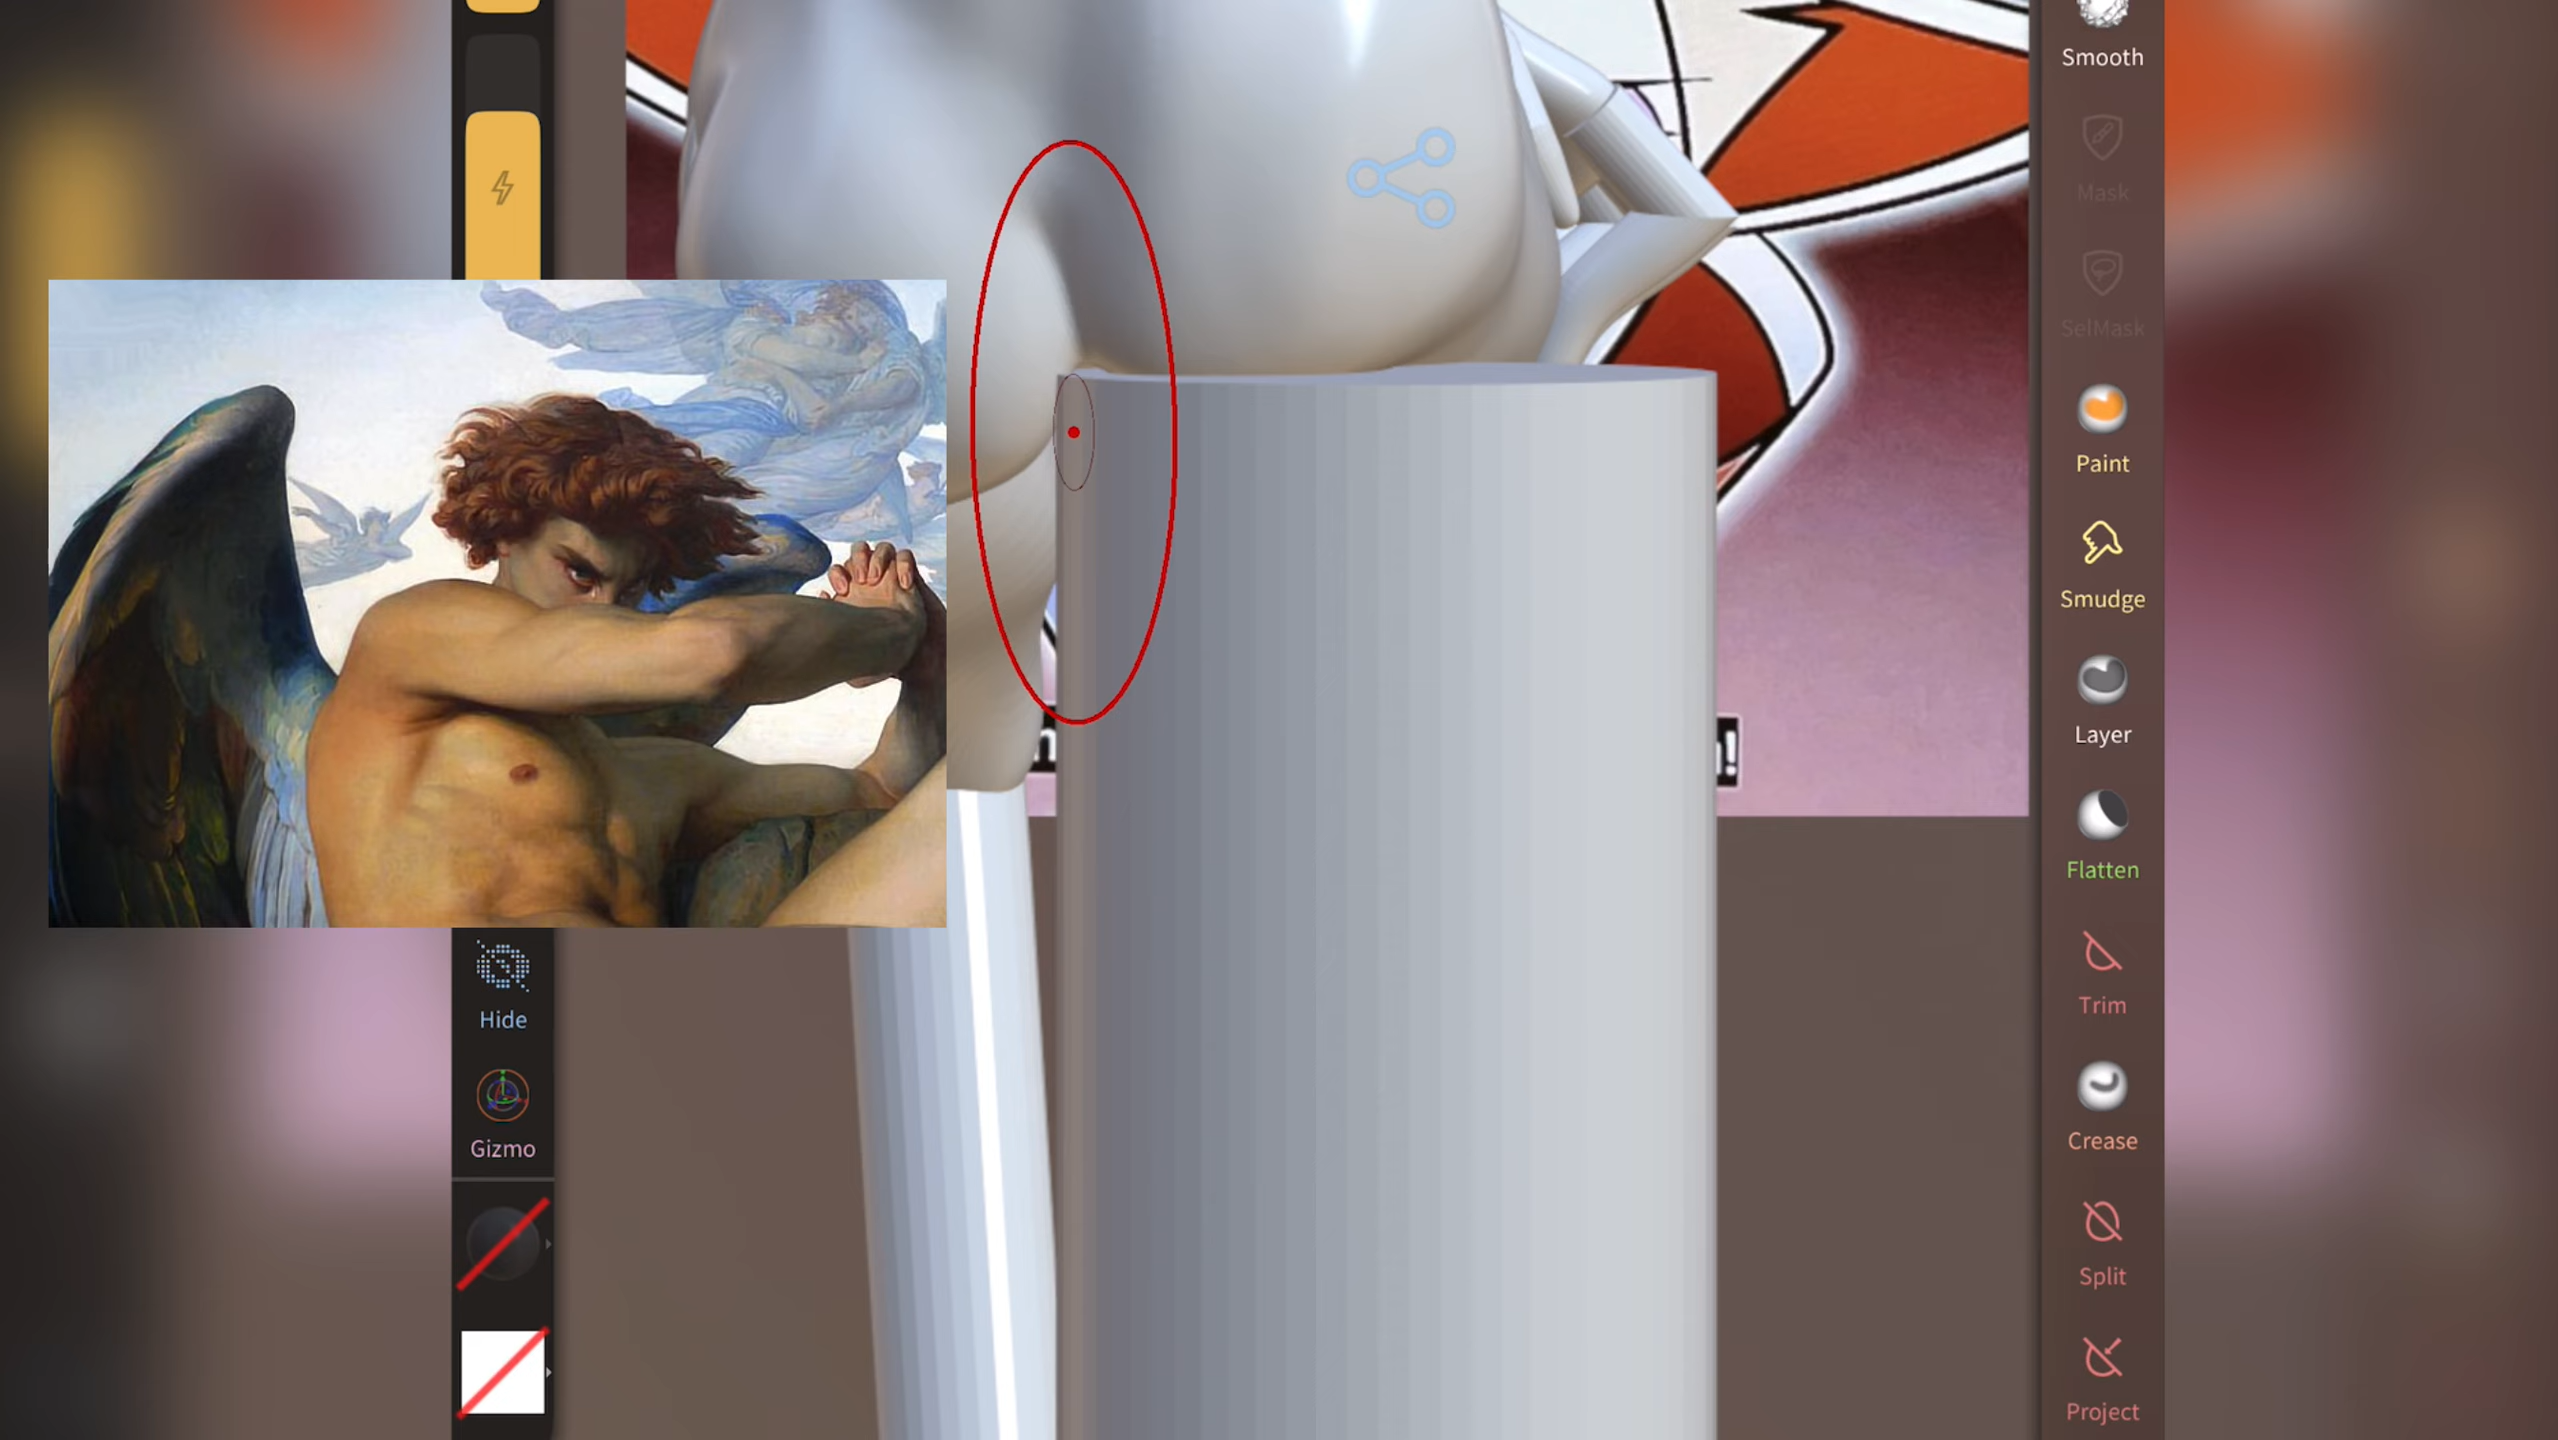 Smooth
Mask
SelMask
Paint
Smudge
Layer
Flatten
Trim
Crease
Split
Project
Hide
Gizmo
!